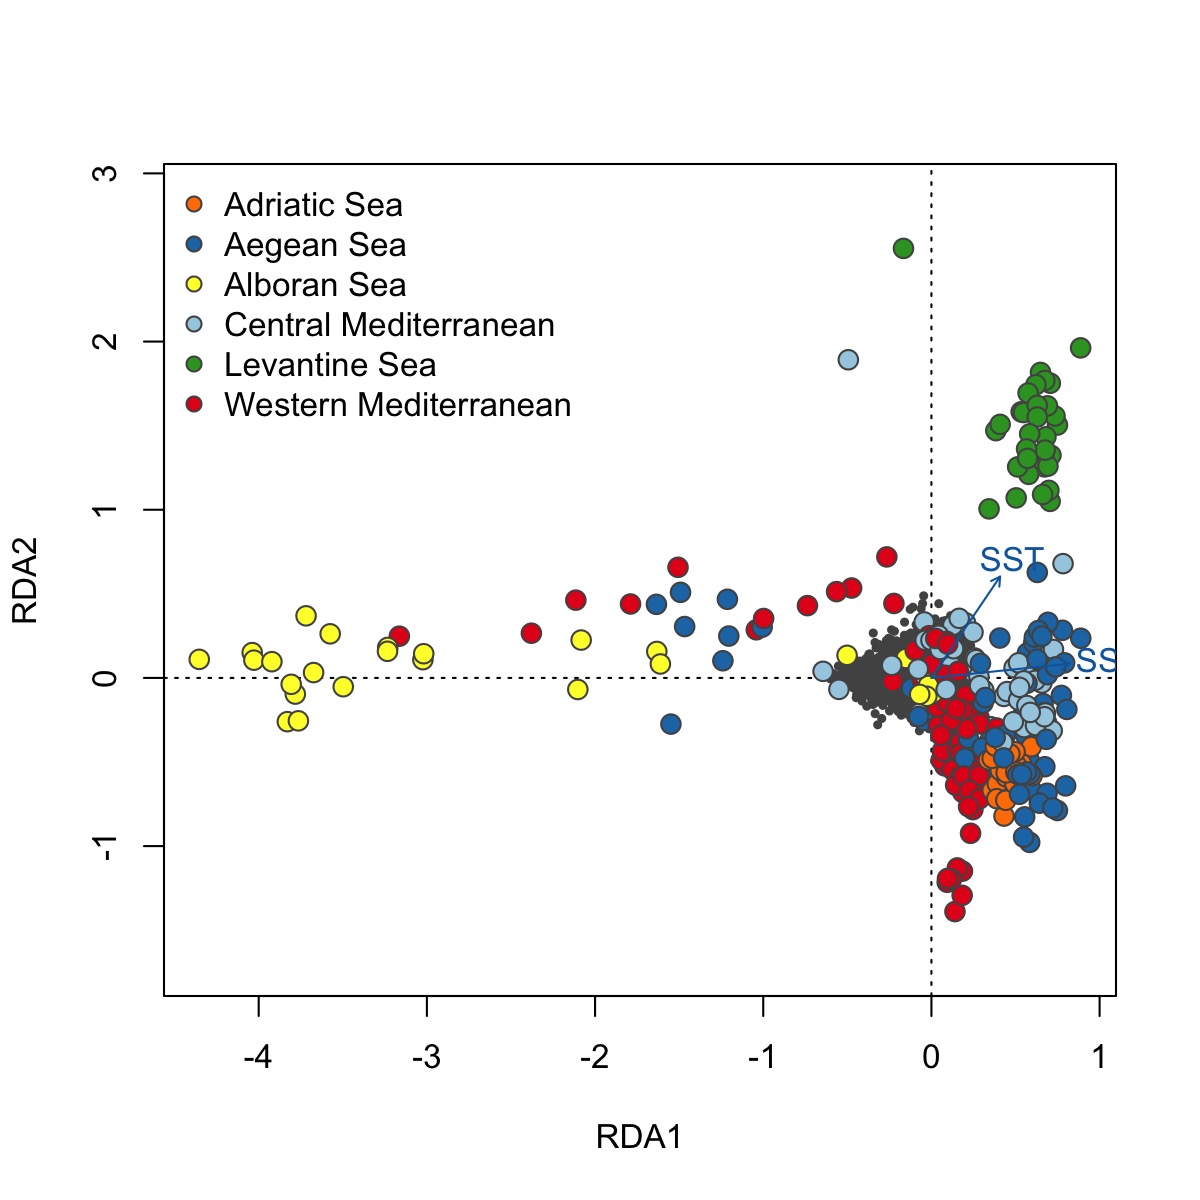 Adriatic Sea
Aegean Sea
Alboran Sea
Central Mediterranean
Levantine Sea
Western Mediterranean
SST
SS
RDA2
3
2
1
0
-1
-4
-3
-2
-1
0
1
RDA1